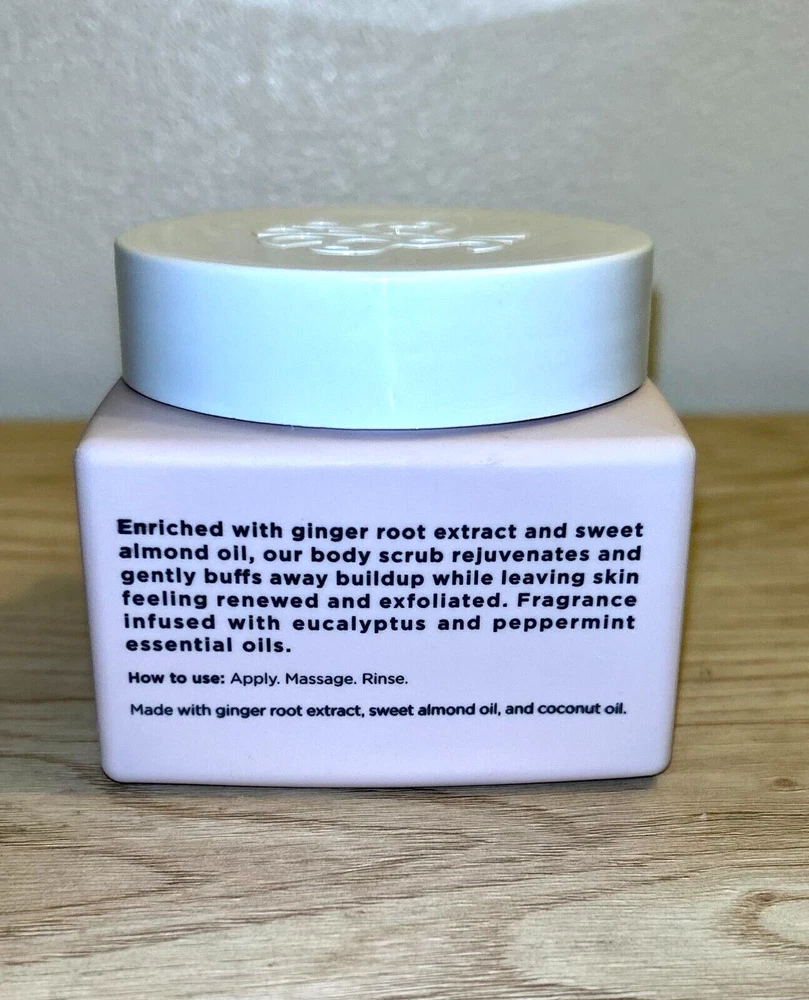 Enriched with ginger root extract and sweet
almond oil, our body scrub rejuvenates and
gently buffs away buildup while leaving skin
feeling renewed and exfoliated. Fragrance
infused with eucalyptus and peppermint
essential oils.
How to use: Apply. Massage. Rinse.
Made with ginger root extract, sweet almond oil, and coconut oil.